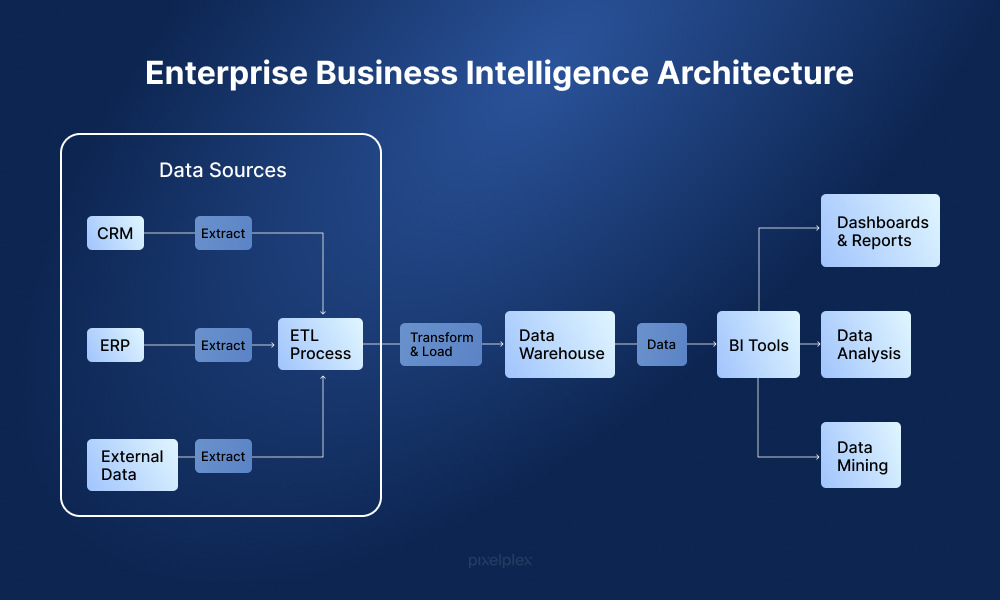 Enterprise Business Intelligence Architecture
Data Sources
CRM
Extract
ERP
Extract
External
Data
Extract
ETL
Process
Transform
& Load
Data
Warehouse
Data
BI Tools
Dashboards
& Reports
Data
Analysis
Data
Mining
pixelplex